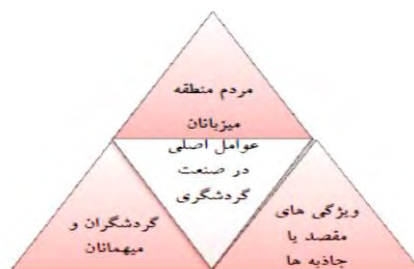 مردم منطقه
میزبانان
عوامل اصلی
در صنعت
گردشگری
ویژگی های
مقصد یا
جاذبه ها
گردشگران و
میهمانان